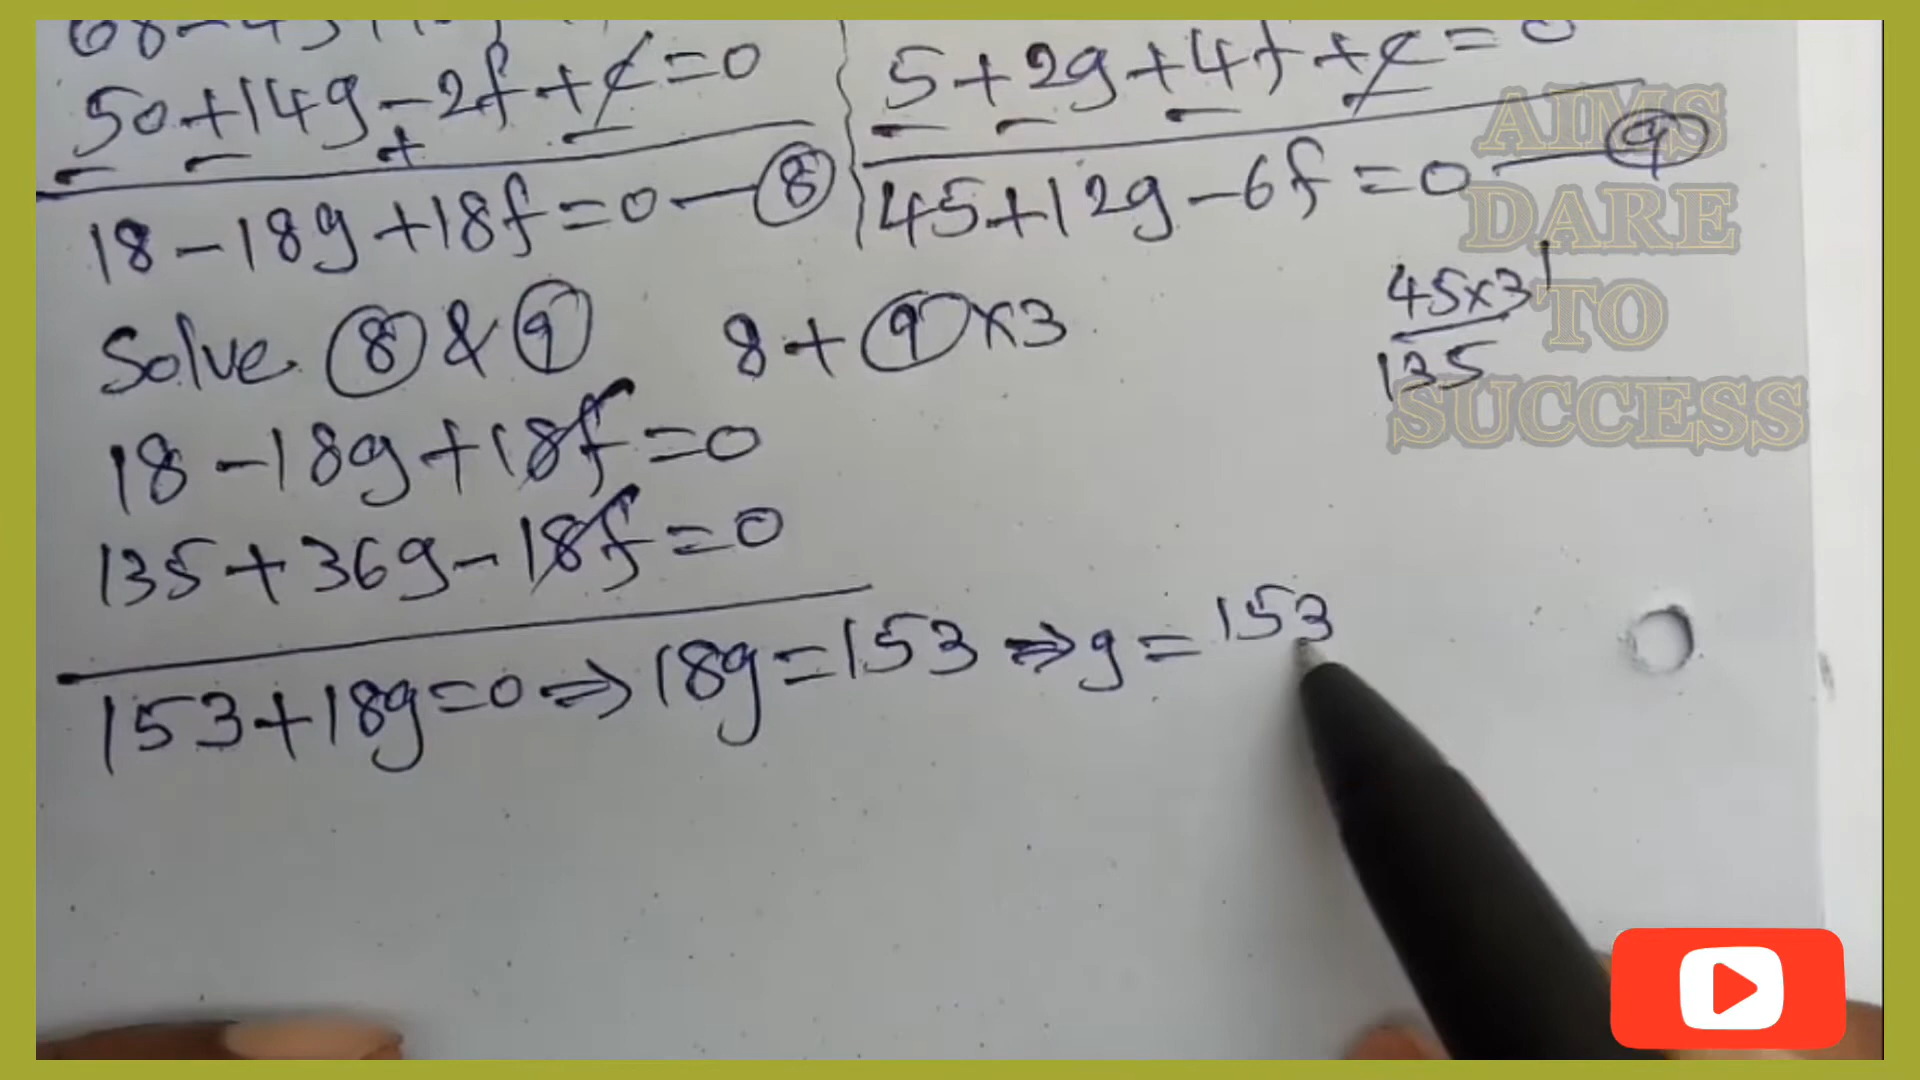 68-4
50+14g-2f+c=0
5+2g+4f+c=0
- - + -
- - - -
18-18g+18f=0—⑧
45+12g-6f=0—⑨
Solve ⑧ & ⑨
8+⑨×3
45×3
135
18-18g+18f=0
135+36g-18f=0
153+18g=0⇒18g=153⇒g=153
AIMS
DARE
TO
SUCCESS